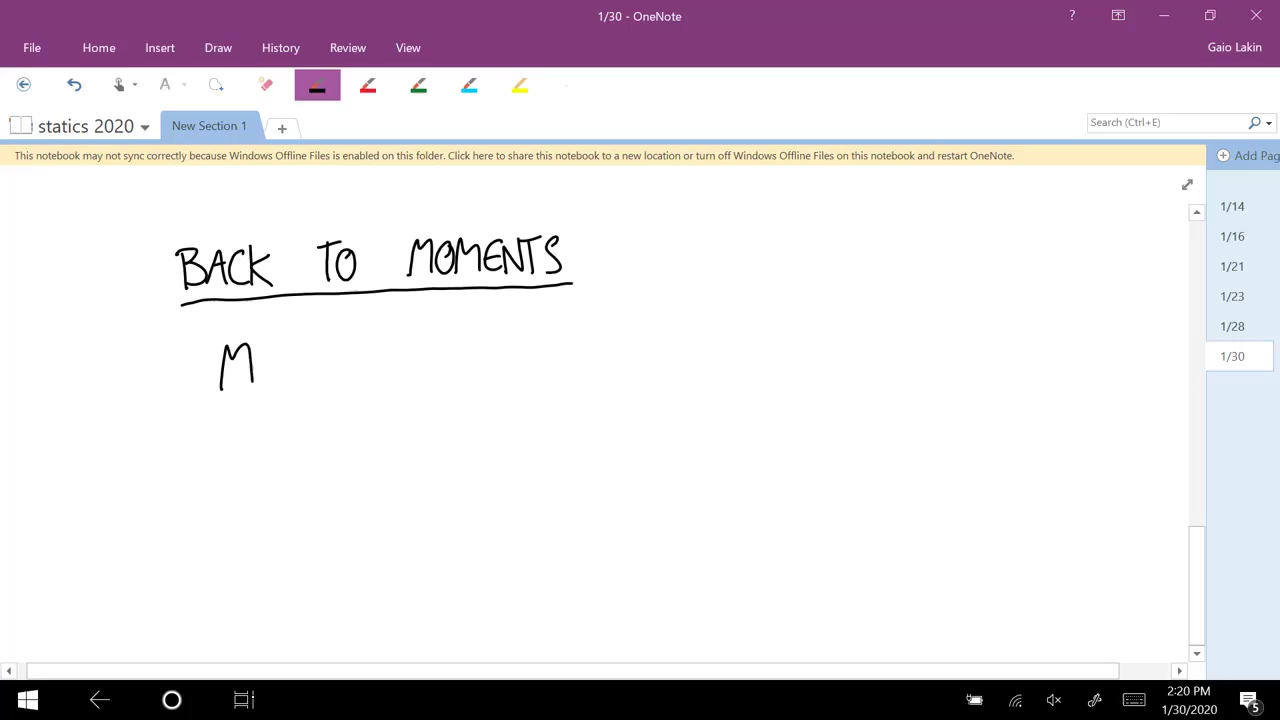 1/30 - OneNote
?
File Home Insert Draw History Review View
Gaio Lakin
A
statics 2020 New Section 1 +
Search (Ctrl+E)
This notebook may not sync correctly because Windows Offline Files is enabled on this folder. Click here to share this notebook to a new location or turn off Windows Offline Files on this notebook and restart OneNote.
Add Pag
1/14
1/16
1/21
1/23
1/28
1/30
BACK TO MOMENTS
M
2:20 PM
1/30/2020
5